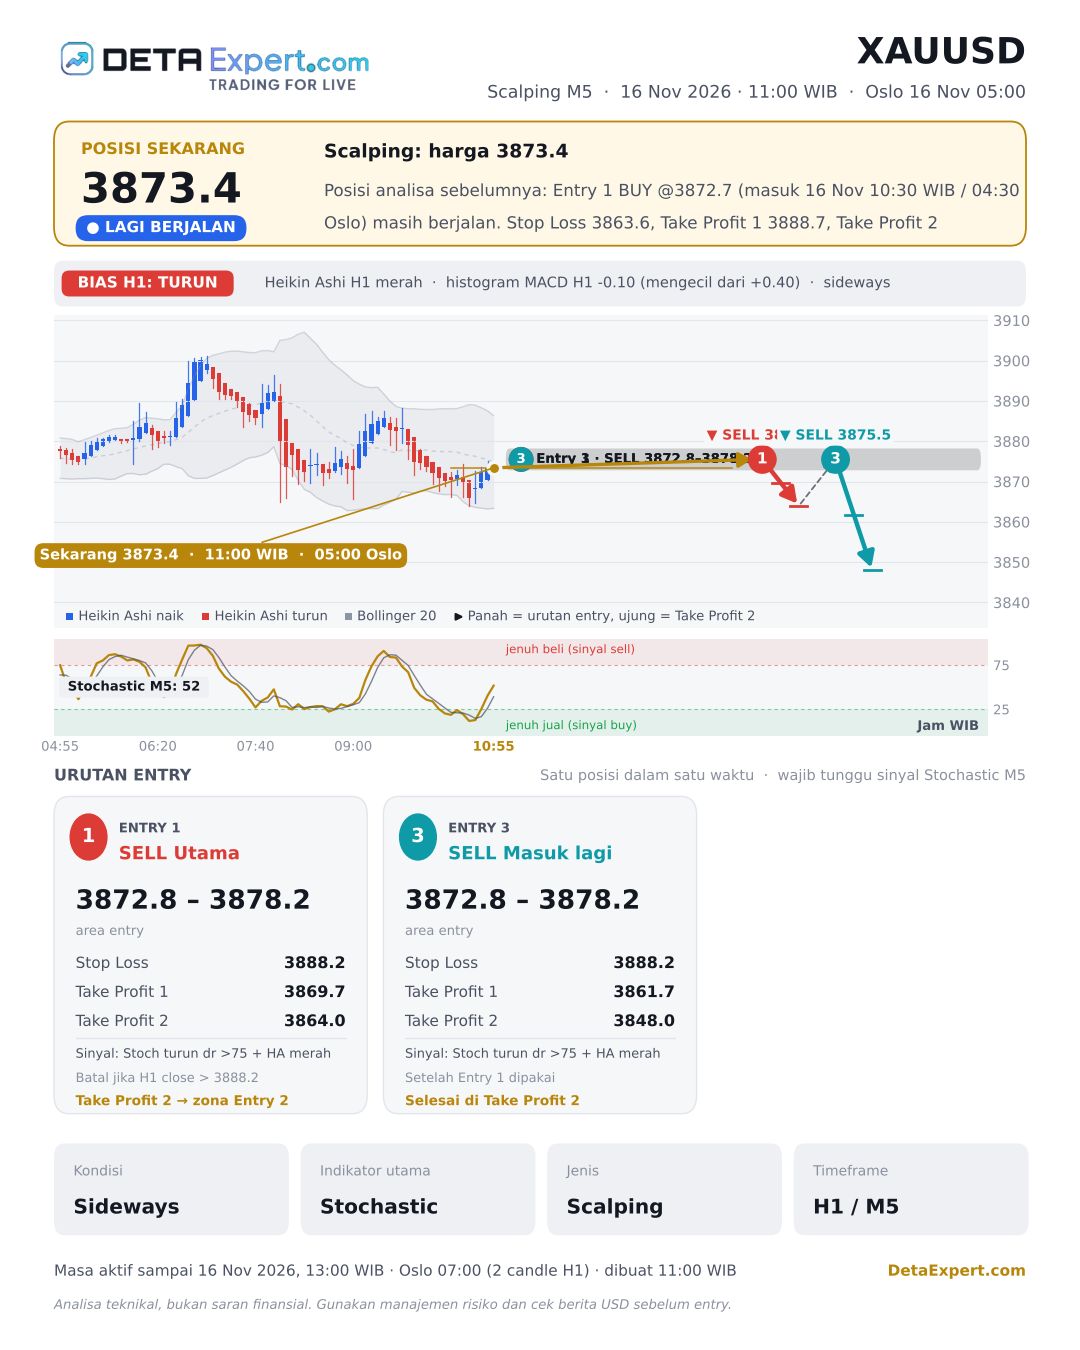 DETA Expert.com
TRADING FOR LIVE
XAUUSD
Scalping M5 · 16 Nov 2026 · 11:00 WIB · Oslo 16 Nov 05:00
POSISI SEKARANG
3873.4
LAGI BERJALAN
Scalping: harga 3873.4
Posisi analisa sebelumnya: Entry 1 BUY @3872.7 (masuk 16 Nov 10:30 WIB / 04:30
Oslo) masih berjalan. Stop Loss 3863.6, Take Profit 1 3888.7, Take Profit 2
BIAS H1: TURUN
Heikin Ashi H1 merah · histogram MACD H1 -0.10 (mengecil dari +0.40) · sideways
3910
3900
3890
3880
3870
3860
3850
3840
▼ SELL 38
▼ SELL 3875.5
3
Entry 3 · SELL 3872.8–3878.2
1
3
Sekarang 3873.4 · 11:00 WIB · 05:00 Oslo
Heikin Ashi naik
Heikin Ashi turun
Bollinger 20
Panah = urutan entry, ujung = Take Profit 2
jenuh beli (sinyal sell)
75
Stochastic M5: 52
25
jenuh jual (sinyal buy)
Jam WIB
04:55
06:20
07:40
09:00
10:55
URUTAN ENTRY
Satu posisi dalam satu waktu · wajib tunggu sinyal Stochastic M5
1
ENTRY 1
SELL Utama
3872.8 – 3878.2
area entry
Stop Loss 3888.2
Take Profit 1 3869.7
Take Profit 2 3864.0
Sinyal: Stoch turun dr >75 + HA merah
Batal jika H1 close > 3888.2
Take Profit 2 → zona Entry 2
3
ENTRY 3
SELL Masuk lagi
3872.8 – 3878.2
area entry
Stop Loss 3888.2
Take Profit 1 3861.7
Take Profit 2 3848.0
Sinyal: Stoch turun dr >75 + HA merah
Setelah Entry 1 dipakai
Selesai di Take Profit 2
Kondisi
Sideways
Indikator utama
Stochastic
Jenis
Scalping
Timeframe
H1 / M5
Masa aktif sampai 16 Nov 2026, 13:00 WIB · Oslo 07:00 (2 candle H1) · dibuat 11:00 WIB
DetaExpert.com
Analisa teknikal, bukan saran finansial. Gunakan manajemen risiko dan cek berita USD sebelum entry.